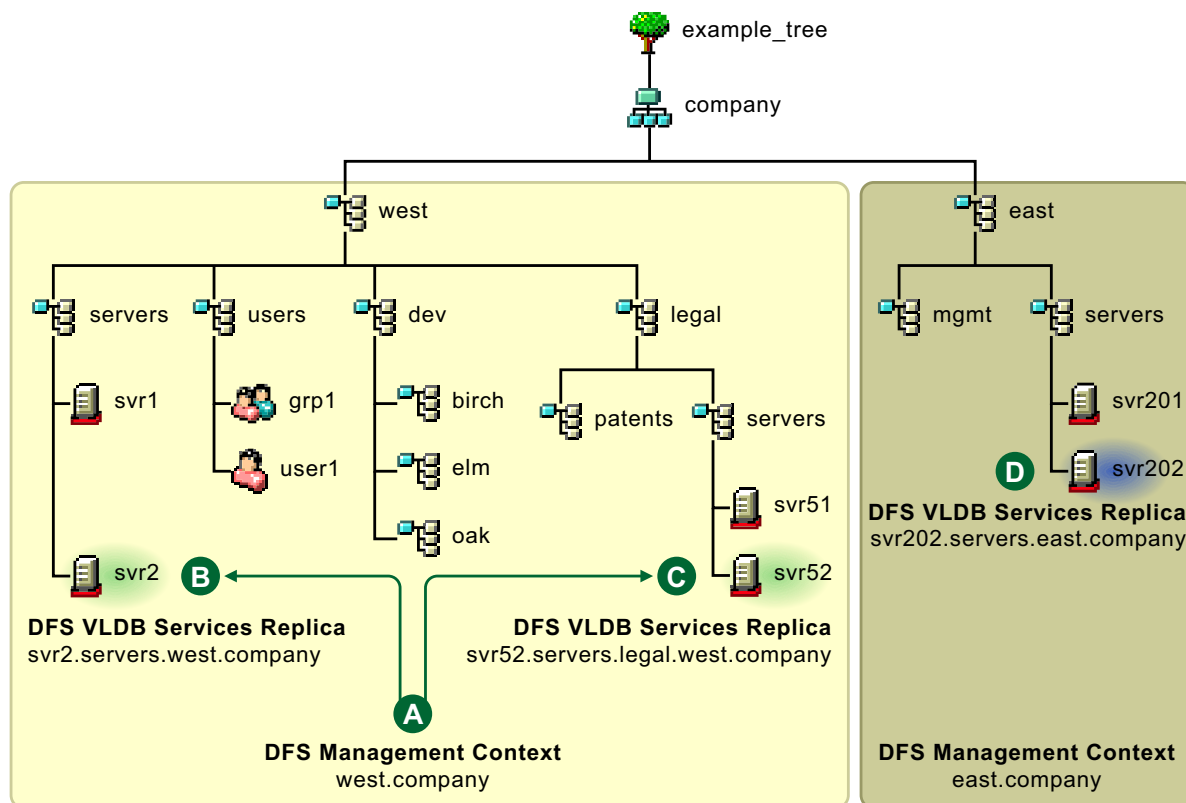 example_tree
company
west
east
servers
users
dev
legal
mgmt
servers
svr1
grp1
birch
patents
servers
svr201
user1
elm
D
svr202
svr51
DFS VLDB Services Replica
svr202.servers.east.company
oak
svr2
B
C
svr52
DFS VLDB Services Replica
svr2.servers.west.company
DFS VLDB Services Replica
svr52.servers.legal.west.company
A
DFS Management Context
west.company
DFS Management Context
east.company